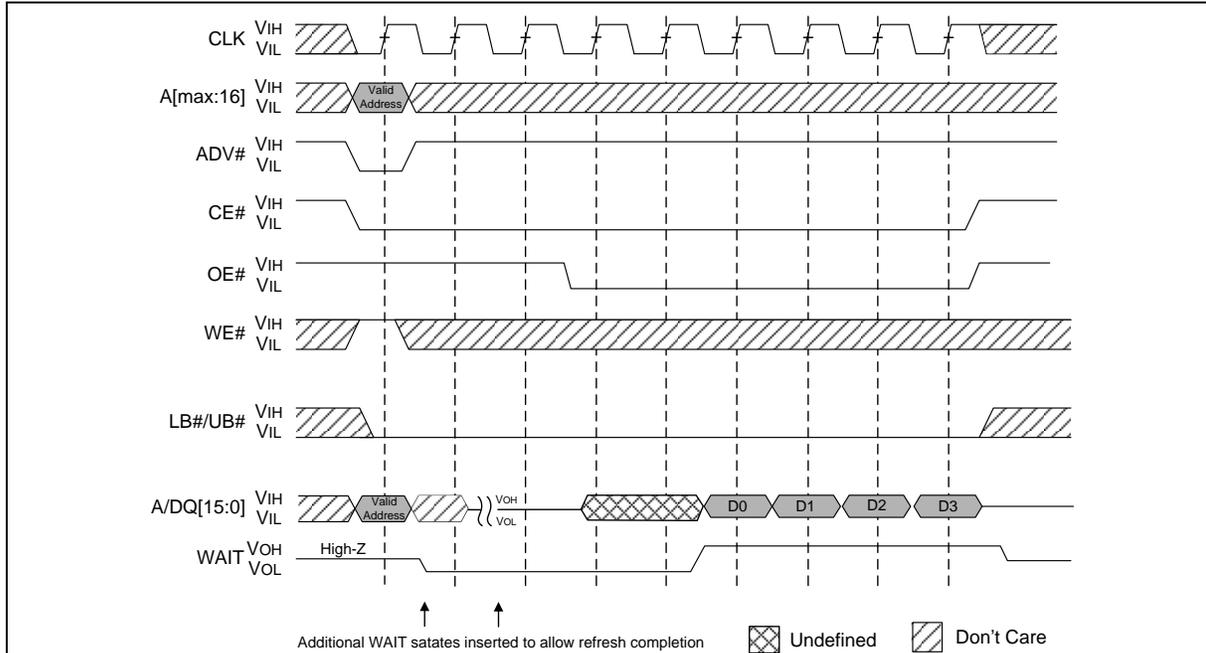 CLK VIH
VIL
A[max:16] VIH
VIL
Valid
Address
ADV# VIH
VIL
CE# VIH
VIL
OE# VIH
VIL
WE# VIH
VIL
LB#/UB# VIH
VIL
A/DQ[15:0] VIH
VIL
Valid
Address
VOH
VOL
D0 D1 D2 D3
WAIT VOH
VOL
High-Z
Additional WAIT satates inserted to allow refresh completion
Undefined
Don't Care